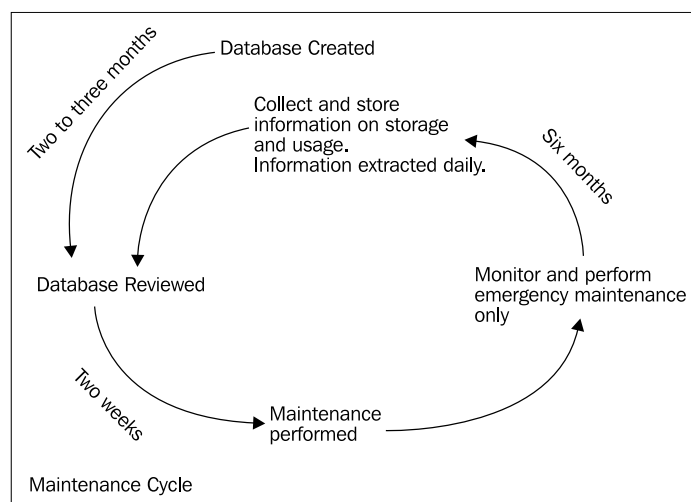 Database Created
Two to three months
Collect and store
information on storage
and usage.
Information extracted daily.
Six months
Database Reviewed
Monitor and perform
emergency maintenance
only
Two weeks
Maintenance
performed
Maintenance Cycle